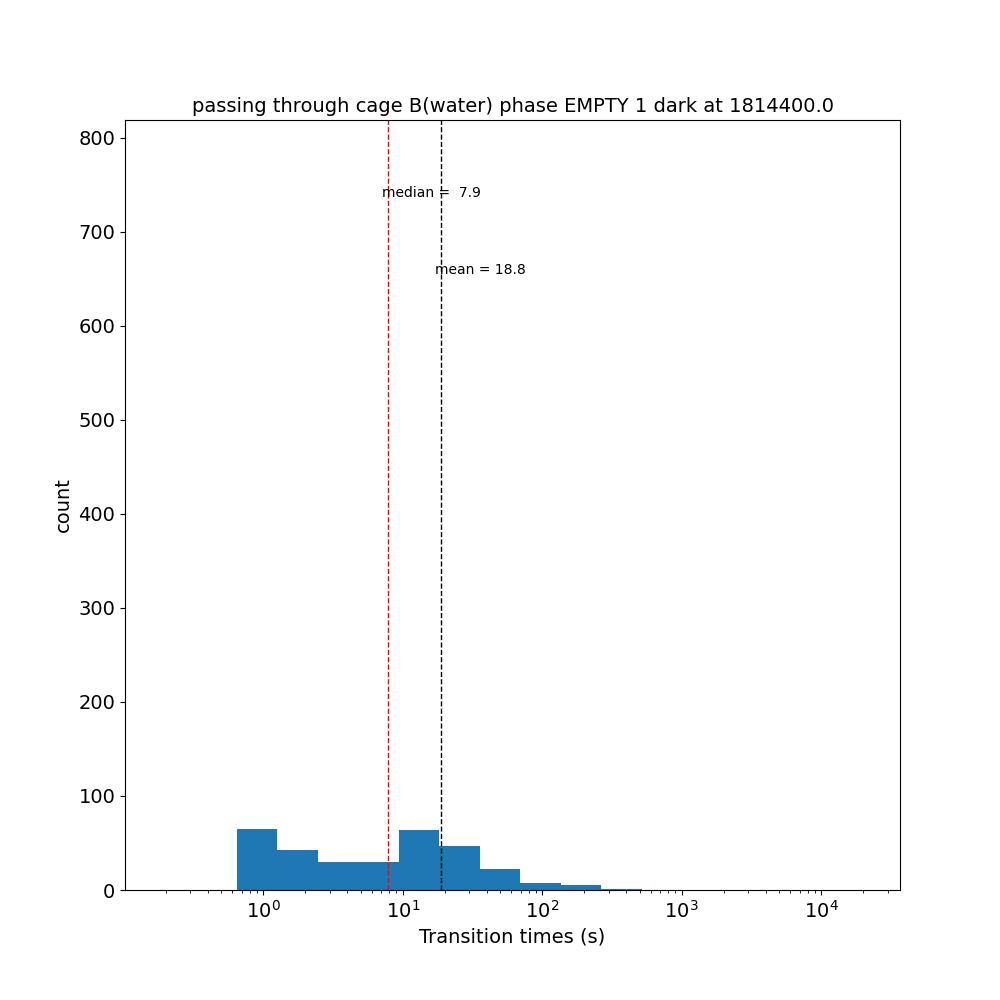 passing through cage B(water) phase EMPTY 1 dark at 1814400.0
800
700
600
500
400
300
200
100
0
count
median =  7.9
mean = 18.8
10^0
10^1
10^2
10^3
10^4
Transition times (s)